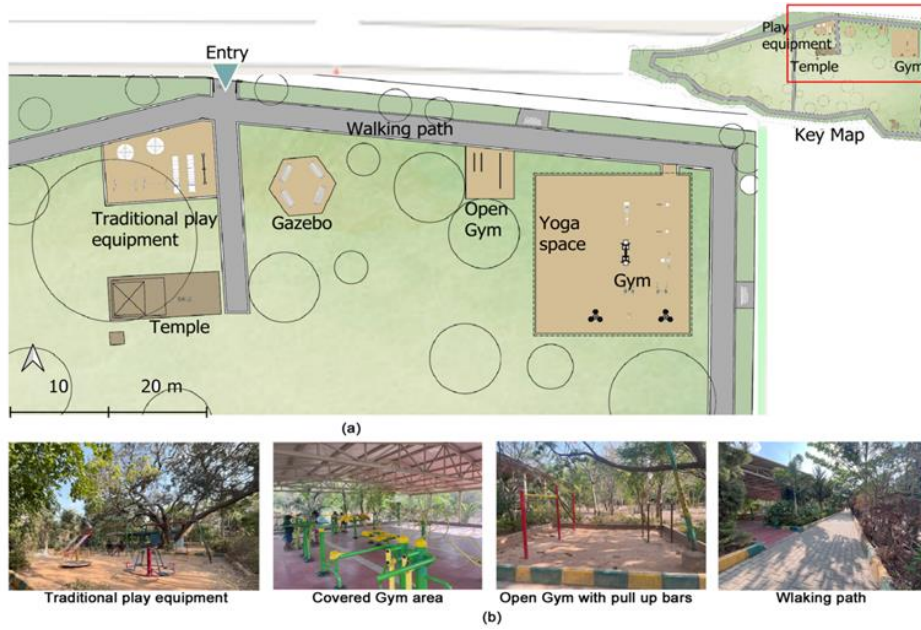 Entry
Play
equipment
Temple
Gym
Key Map
Walking path
Traditional play
equipment
Gazebo
Open
Gym
Yoga
space
Gym
Temple
10
20 m
(a)
Traditional play equipment
Covered Gym area
Open Gym with pull up bars
Wlaking path
(b)